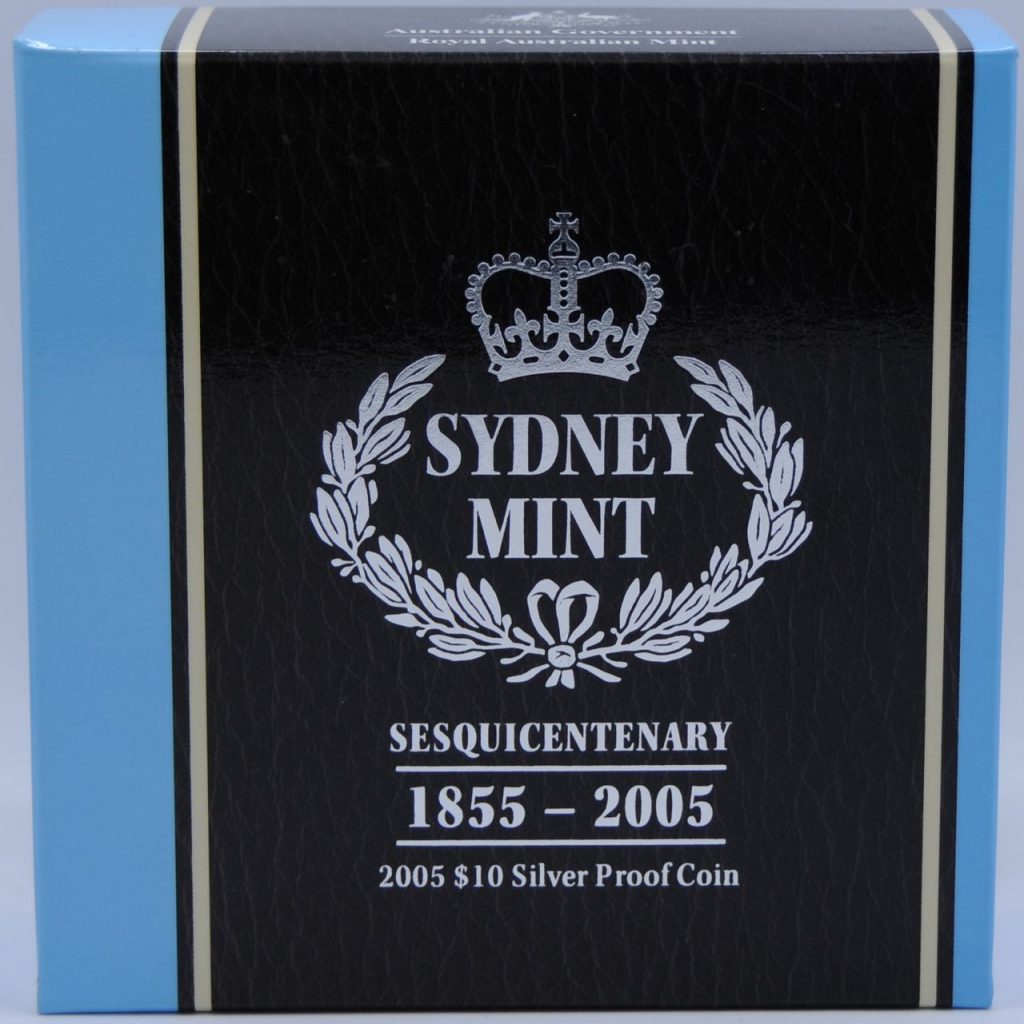 Australian Government
Royal Australian Mint
SYDNEY
MINT
SESQUICENTENARY
1855 – 2005
2005 $10 Silver Proof Coin